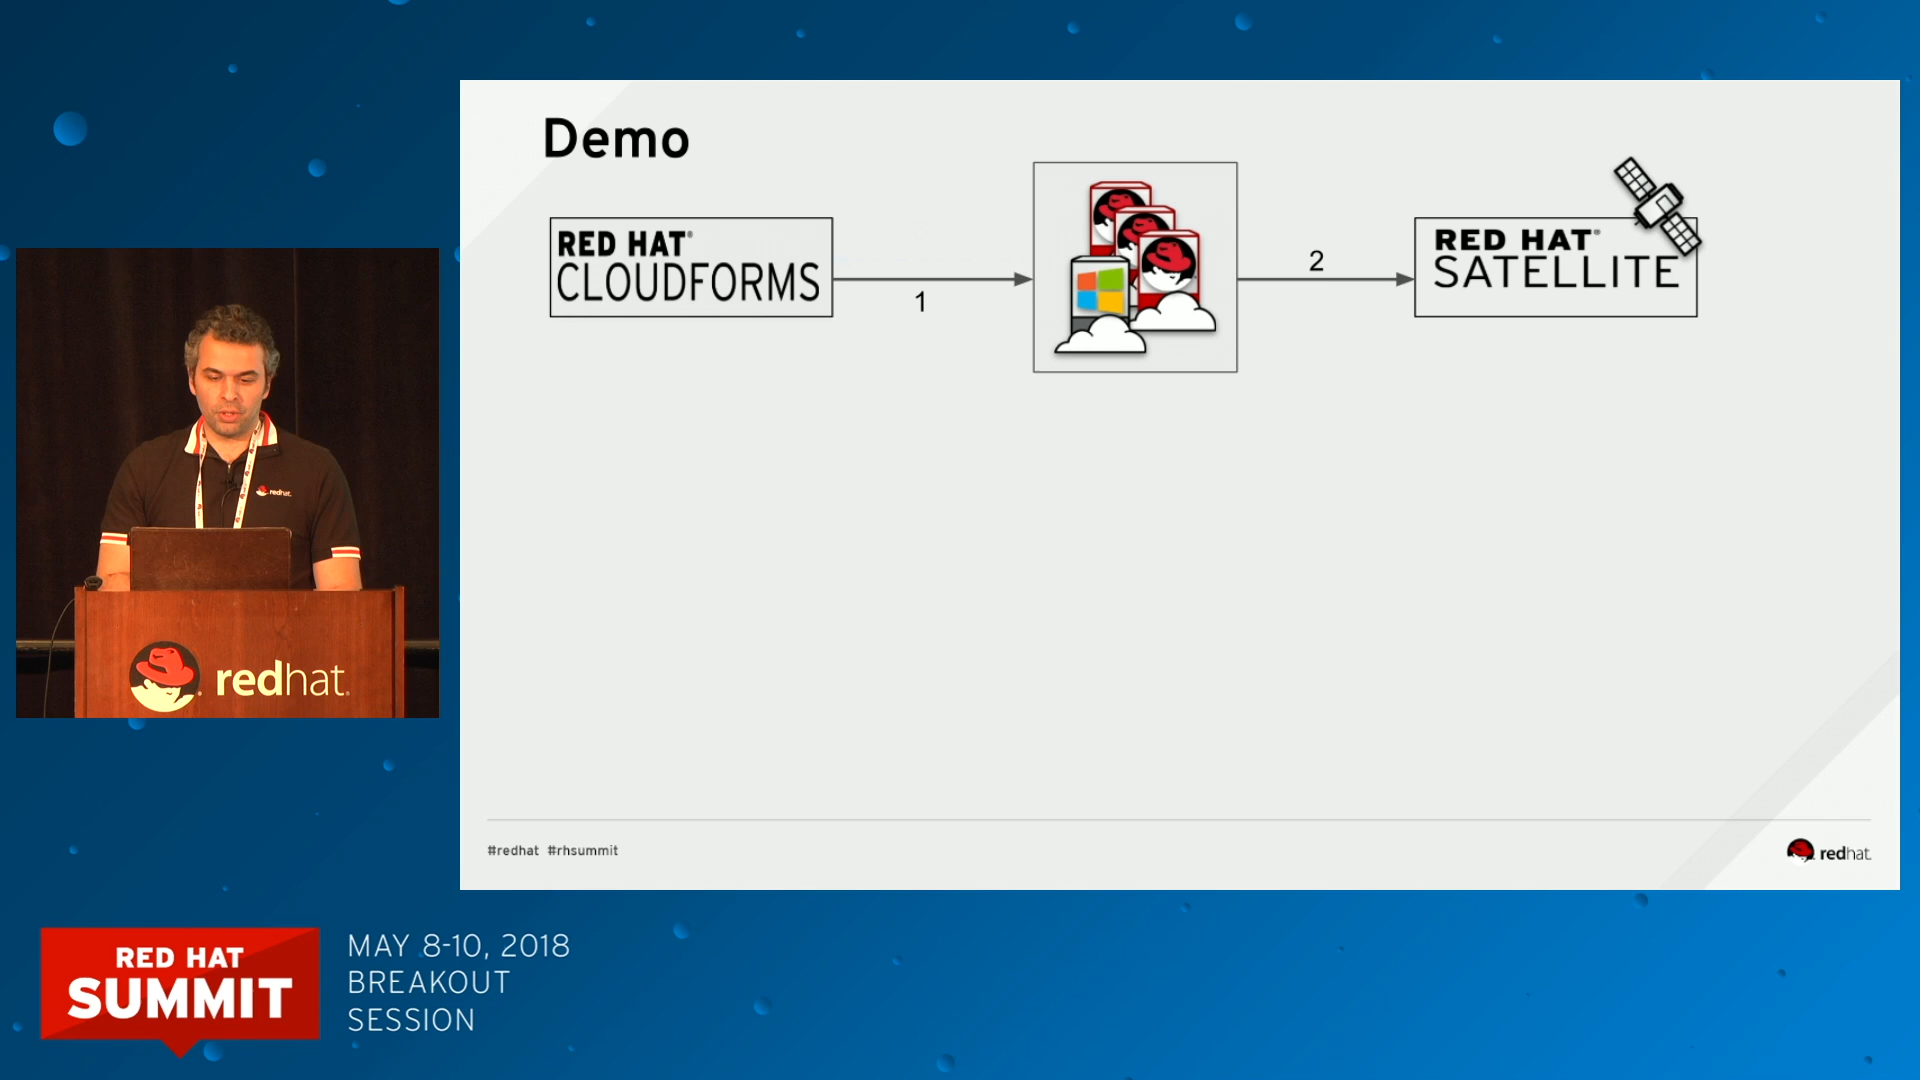 Demo
RED HAT®
CLOUDFORMS
1
2
RED HAT®
SATELLITE
redhat.
redhat.
#redhat #rhsummit
redhat.
RED HAT
SUMMIT
MAY 8-10, 2018
BREAKOUT
SESSION